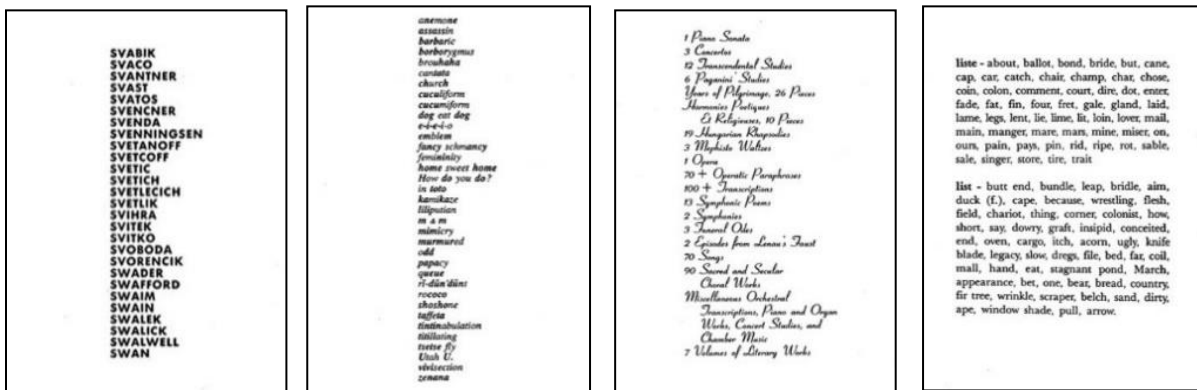 SVABIK
SVACO
SVANTNER
SVAST
SVATOS
SVENCNER
SVENDA
SVENNINGSEN
SVETANOFF
SVETCOFF
SVETIC
SVETICH
SVETLECICH
SVETLIK
SVIHRA
SVITEK
SVITKO
SVOBODA
SVORENCIK
SWADER
SWAFFORD
SWAIM
SWAIN
SWALEK
SWALICK
SWALWELL
SWAN
anemone
assassin
barbaric
borborygmus
brouhaha
cantata
church
cuculiform
cucumiform
dog eat dog
e-i-e-i-o
emblem
fancy schmancy
femininity
home sweet home
How do you do?
in toto
kamikaze
liliputian
m & m
mimicry
murmured
odd
papacy
queue
rococo
shoshone
taffeta
tintinabulation
titillating
tsetse fly
Utah U.
vivisection
zenana
1 Piano Sonata
3 Concertos
12 Transcendental Studies
6 Paganini Studies
Years of Pilgrimage, 26 Pieces
Harmonies Poetiques
Et Religieuses, 10 Pieces
19 Hungarian Rhapsodies
3 Mephisto Waltzes
1 Opera
70 + Operatic Paraphrases
100 + Transcriptions
13 Symphonic Poems
2 Symphonies
3 Funeral Odes
2 Episodes from Lenau's Faust
70 Songs
90 Sacred and Secular
Choral Works
Miscellaneous Orchestral
Transcriptions, Piano and Organ
Works, Concert Studies, and
Chamber Music
7 Volumes of Literary Works
liste - about, ballot, bond, bride, but, cane,
cap, car, catch, chair, champ, char, chose,
coin, colon, comment, court, dire, dot, enter,
fade, fat, fin, four, fret, gale, gland, laid,
lame, legs, lent, lie, lime, lit, loin, lover, mail,
main, manger, mare, mars, mine, miser, on,
ours, pain, pays, pin, rid, ripe, rot, sable,
sale, singer, store, tire, trait
list - butt end, bundle, leap, bridle, aim,
duck (f.), cape, because, wrestling, flesh,
field, chariot, thing, corner, colonist, how,
short, say, dowry, graft, insipid, conceited,
end, oven, cargo, itch, acorn, ugly, knife
blade, legacy, slow, dregs, file, bed, far, coil,
mall, hand, eat, stagnant pond, March,
appearance, bet, one, bear, bread, country,
fir tree, wrinkle, scraper, belch, sand, dirty,
ape, window shade, pull, arrow.